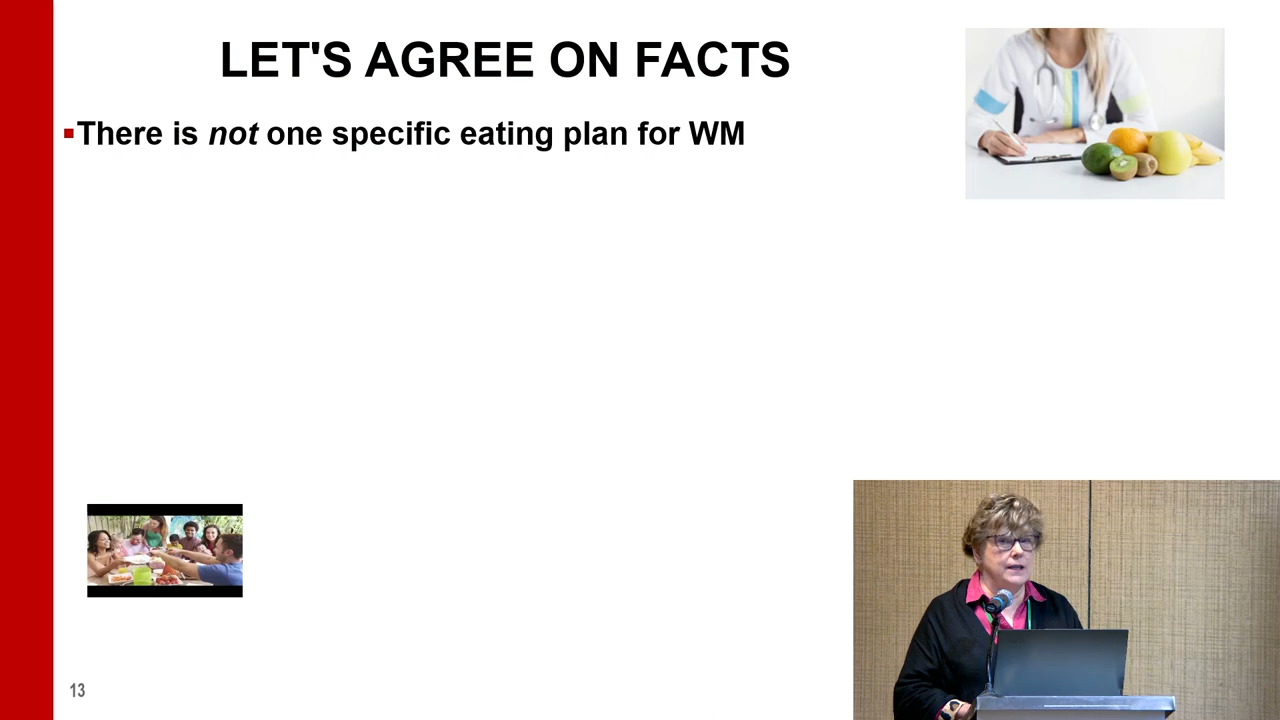 LET'S AGREE ON FACTS
▪There is not one specific eating plan for WM
13